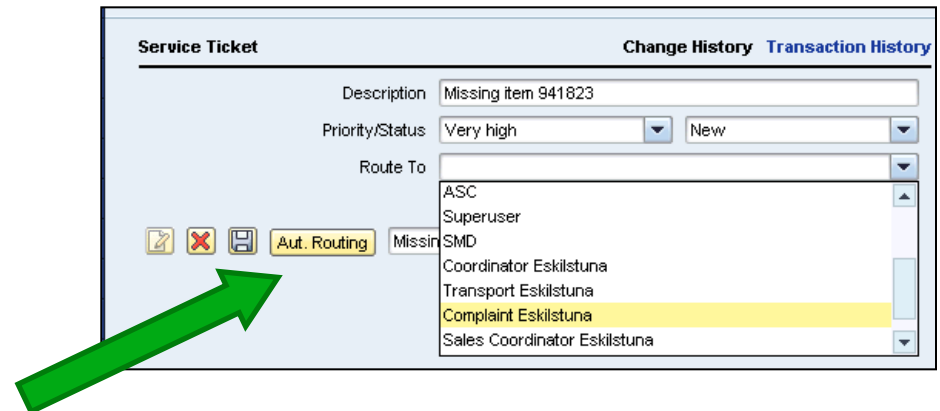 Service Ticket Change History Transaction History
Description Missing item 941823
Priority/Status Very high New
Route To
ASC
Superuser
Aut. Routing Missin SMD
Coordinator Eskilstuna
Transport Eskilstuna
Complaint Eskilstuna
Sales Coordinator Eskilstuna